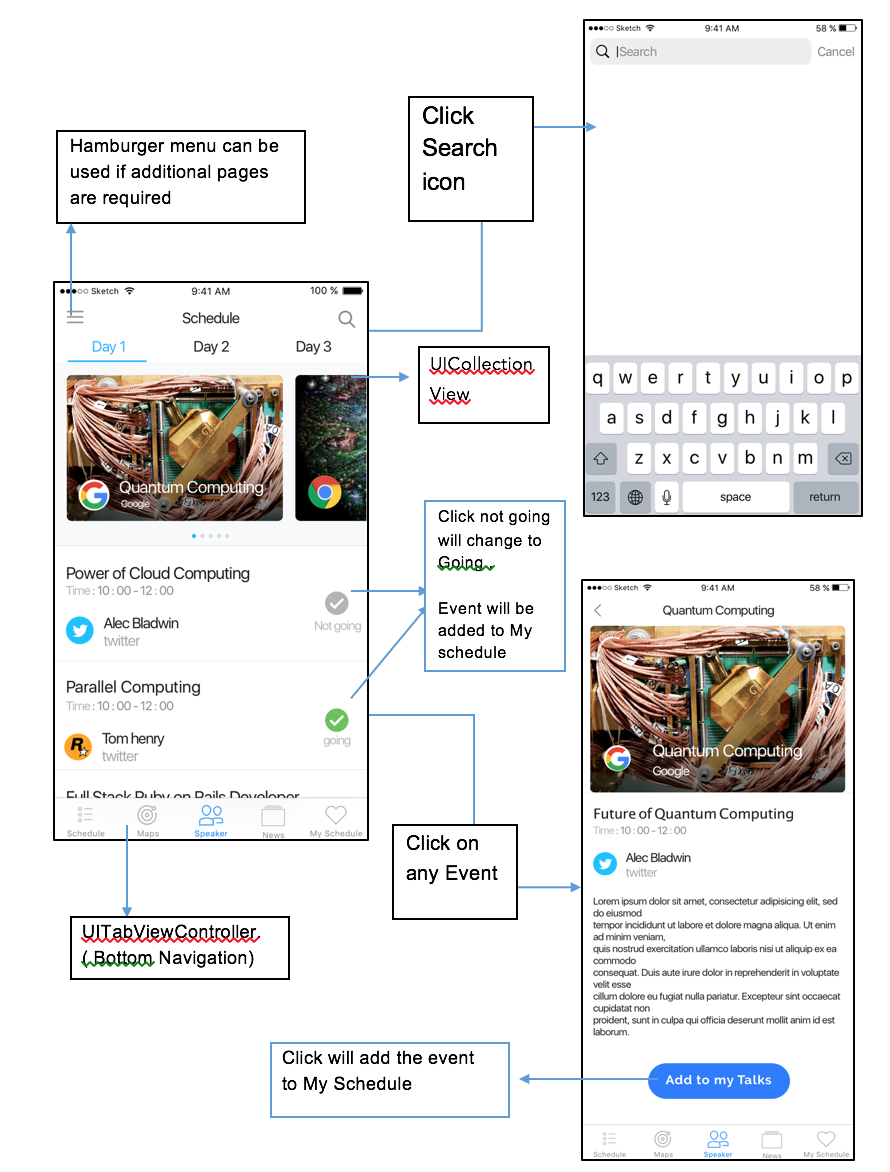 Hamburger menu can be
used if additional pages
are required
Click
Search
icon
Sketch 9:41 AM 58 %
Search Cancel
q w e r t y u i o p
a s d f g h j k l
z x c v b n m
123 space return
Sketch 9:41 AM 100 %
Schedule
Day 1 Day 2 Day 3
Quantum Computing
Google
Power of Cloud Computing
Time : 10 : 00 - 12 : 00
Alec Bladwin
twitter
Not going
Parallel Computing
Time : 10 : 00 - 12 : 00
Tom henry
twitter
going
Full Stack Ruby on Rails Developer
Schedule Maps Speaker News My Schedule
UICollection
View
Click not going
will change to
Going .
Event will be
added to My
schedule
Click on
any Event
UITabViewController.
( Bottom Navigation)
Sketch 9:41 AM 58 %
Quantum Computing
Quantum Computing
Google
Future of Quantum Computing
Time : 10 : 00 - 12 : 00
Alec Bladwin
twitter
Lorem ipsum dolor sit amet, consectetur adipisicing elit, sed
do eiusmod
tempor incididunt ut labore et dolore magna aliqua. Ut enim
ad minim veniam,
quis nostrud exercitation ullamco laboris nisi ut aliquip ex ea
commodo
consequat. Duis aute irure dolor in reprehenderit in voluptate
velit esse
cillum dolore eu fugiat nulla pariatur. Excepteur sint occaecat
cupidatat non
proident, sunt in culpa qui officia deserunt mollit anim id est
laborum.
Add to my Talks
Schedule Maps Speaker News My Schedule
Click will add the event
to My Schedule